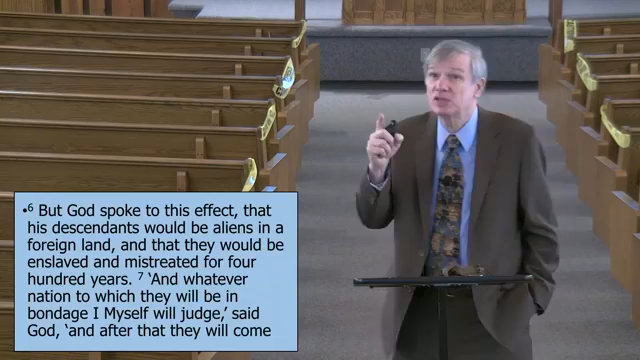 •⁶ But God spoke to this effect, that
his descendants would be aliens in a
foreign land, and that they would be
enslaved and mistreated for four
hundred years. ⁷ 'And whatever
nation to which they will be in
bondage I Myself will judge,' said
God, 'and after that they will come